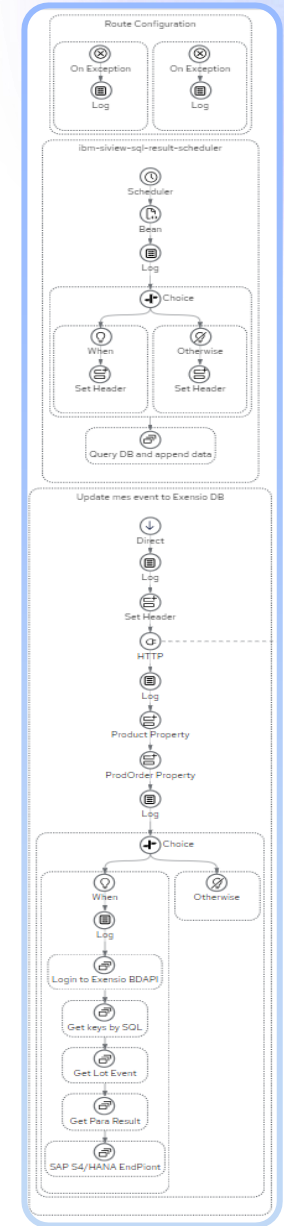 Route Configuration
On Exception
On Exception
Log
Log
ibm-siview-sql-result-scheduler
Scheduler
Bean
Log
Choice
When
Otherwise
Set Header
Set Header
Query DB and append data
Update mes event to Exensio DB
Direct
Log
Set Header
HTTP
Log
Product Property
ProdOrder Property
Log
Choice
When
Otherwise
Log
Login to Exensio BDAPI
Get keys by SQL
Get Lot Event
Get Para Result
SAP S4/HANA EndPiont